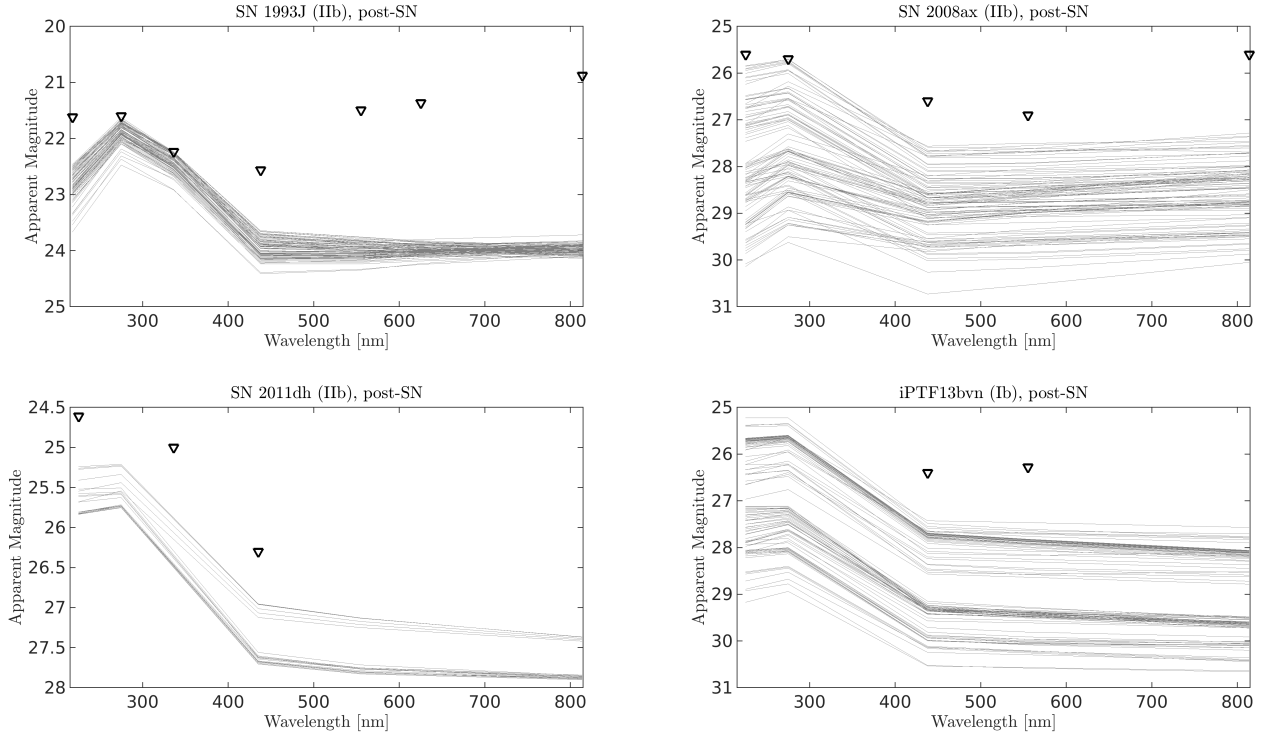 SN 1993J (IIb), post-SN
20
21
22
23
24
25
Apparent Magnitude
300 400 500 600 700 800
Wavelength [nm]
SN 2008ax (IIb), post-SN
25
26
27
28
29
30
31
Apparent Magnitude
300 400 500 600 700 800
Wavelength [nm]
SN 2011dh (IIb), post-SN
24.5
25
25.5
26
26.5
27
27.5
28
Apparent Magnitude
300 400 500 600 700 800
Wavelength [nm]
iPTF13bvn (Ib), post-SN
25
26
27
28
29
30
31
Apparent Magnitude
300 400 500 600 700 800
Wavelength [nm]